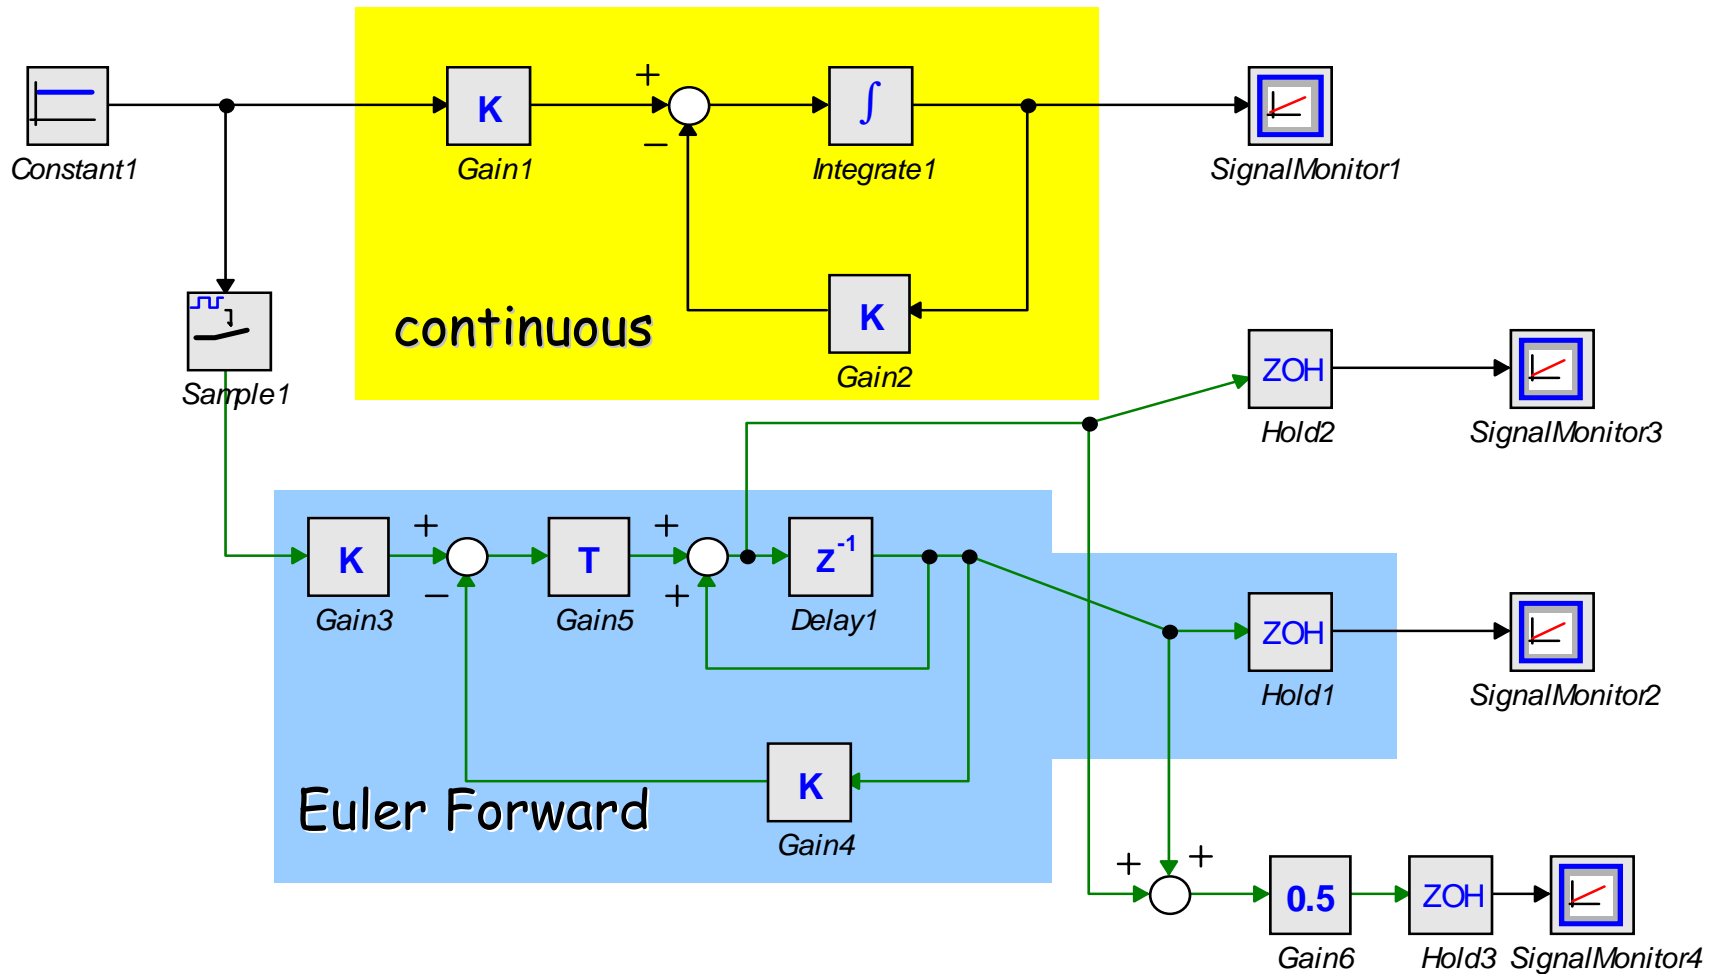 +
K
∫
Constant1
Gain1
−
Integrate1
SignalMonitor1
continuous
K
Gain2
Sample1
ZOH
Hold2
SignalMonitor3
+
+
K
T
z-1
−
+
Gain3
Gain5
Delay1
ZOH
Hold1
SignalMonitor2
Euler Forward
K
Gain4
+
+
0.5
ZOH
Gain6
Hold3
SignalMonitor4